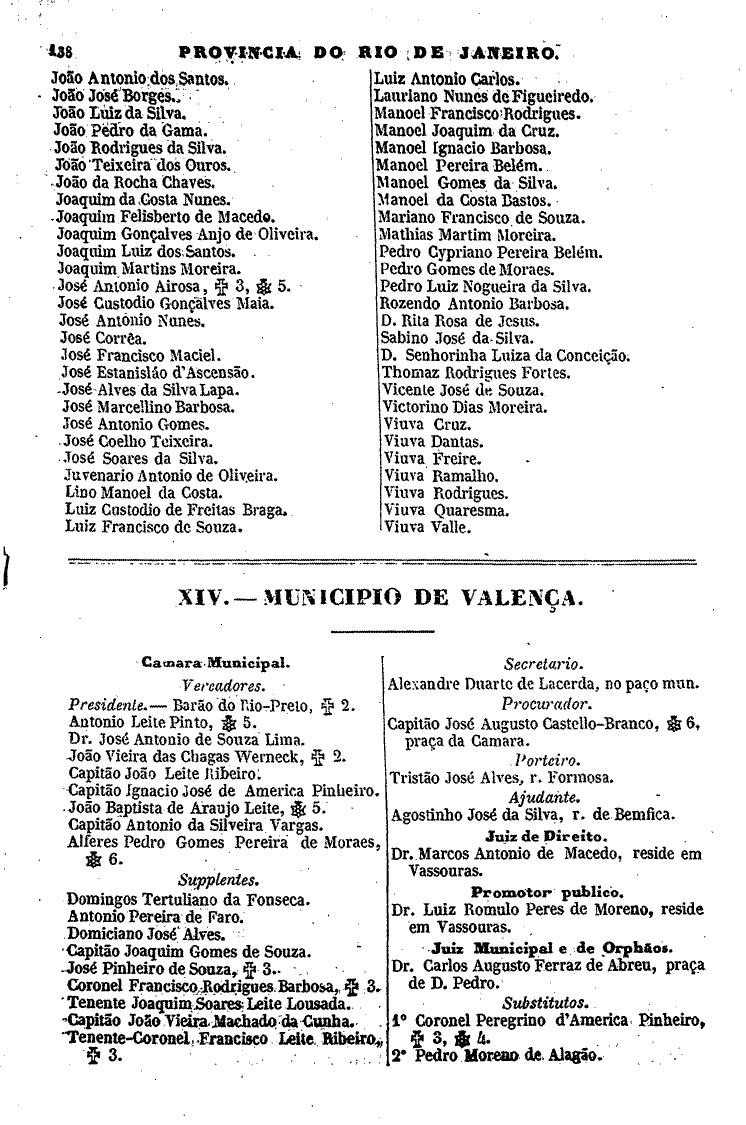 138 PROVINCIA DO RIO DE JANEIRO.
João Antonio dos Santos.
João José Borges.
João Luiz da Silva.
João Pedro da Gama.
João Rodrigues da Silva.
João Teixeira dos Ouros.
João da Rocha Chaves.
Joaquim da Costa Nunes.
Joaquim Felisberto de Macedo.
Joaquim Gonçalves Anjo de Oliveira.
Joaquim Luiz dos Santos.
Joaquim Martins Moreira.
José Antonio Airosa, ✠ 3, ❀ 5.
José Custodio Gonçalves Maia.
José Antonio Nunes.
José Corrêa.
José Francisco Maciel.
José Estanisláo d'Ascensão.
José Alves da Silva Lapa.
José Marcellino Barbosa.
José Antonio Gomes.
José Coelho Teixeira.
José Soares da Silva.
Juvenario Antonio de Oliveira.
Lino Manoel da Costa.
Luiz Custodio de Freitas Braga.
Luiz Francisco de Souza.
Luiz Antonio Carlos.
Lauriano Nunes de Figueiredo.
Manoel Francisco Rodrigues.
Manoel Joaquim da Cruz.
Manoel Ignacio Barbosa.
Manoel Pereira Belém.
Manoel Gomes da Silva.
Manoel da Costa Bastos.
Mariano Francisco de Souza.
Mathias Martim Moreira.
Pedro Cypriano Pereira Belém.
Pedro Gomes de Moraes.
Pedro Luiz Nogueira da Silva.
Rozendo Antonio Barbosa.
D. Rita Rosa de Jesus.
Sabino José da Silva.
D. Senhorinha Luiza da Conceição.
Thomaz Rodrigues Fortes.
Vicente José de Souza.
Victorino Dias Moreira.
Viuva Cruz.
Viuva Dantas.
Viuva Freire.
Viuva Ramalho.
Viuva Rodrigues.
Viuva Quaresma.
Viuva Valle.
XIV.— MUNICIPIO DE VALENÇA.
Camara Municipal.
Vereadores.
Presidente.— Barão do Rio-Preto, ✠ 2.
Antonio Leite Pinto, ❀ 5.
Dr. José Antonio de Souza Lima.
João Vieira das Chagas Werneck, ✠ 2.
Capitão João Leite Ribeiro.
Capitão Ignacio José de America Pinheiro.
João Baptista de Araujo Leite, ❀ 5.
Capitão Antonio da Silveira Vargas.
Alferes Pedro Gomes Pereira de Moraes,
❀ 6.
Supplentes.
Domingos Tertuliano da Fonseca.
Antonio Pereira de Faro.
Domiciano José Alves.
Capitão Joaquim Gomes de Souza.
José Pinheiro de Souza, ✠ 3.
Coronel Francisco Rodrigues Barbosa, ✠ 3.
Tenente Joaquim Soares Leite Lousada.
Capitão João Vieira Machado da Cunha.
Tenente-Coronel Francisco Leite Ribeiro,
✠ 3.
Secretario.
Alexandre Duarte de Lacerda, no paço mun.
Procurador.
Capitão José Augusto Castello-Branco, ❀ 6,
praça da Camara.
Porteiro.
Tristão José Alves, r. Formosa.
Ajudante.
Agostinho José da Silva, r. de Bemfica.
Juiz de Direito.
Dr. Marcos Antonio de Macedo, reside em
Vassouras.
Promotor publico.
Dr. Luiz Romulo Peres de Moreno, reside
em Vassouras.
Juiz Municipal e de Orphãos.
Dr. Carlos Augusto Ferraz de Abreu, praça
de D. Pedro.
Substitutos.
1º Coronel Peregrino d'America Pinheiro,
✠ 3, ❀ 4.
2º Pedro Moreno de Alagão.